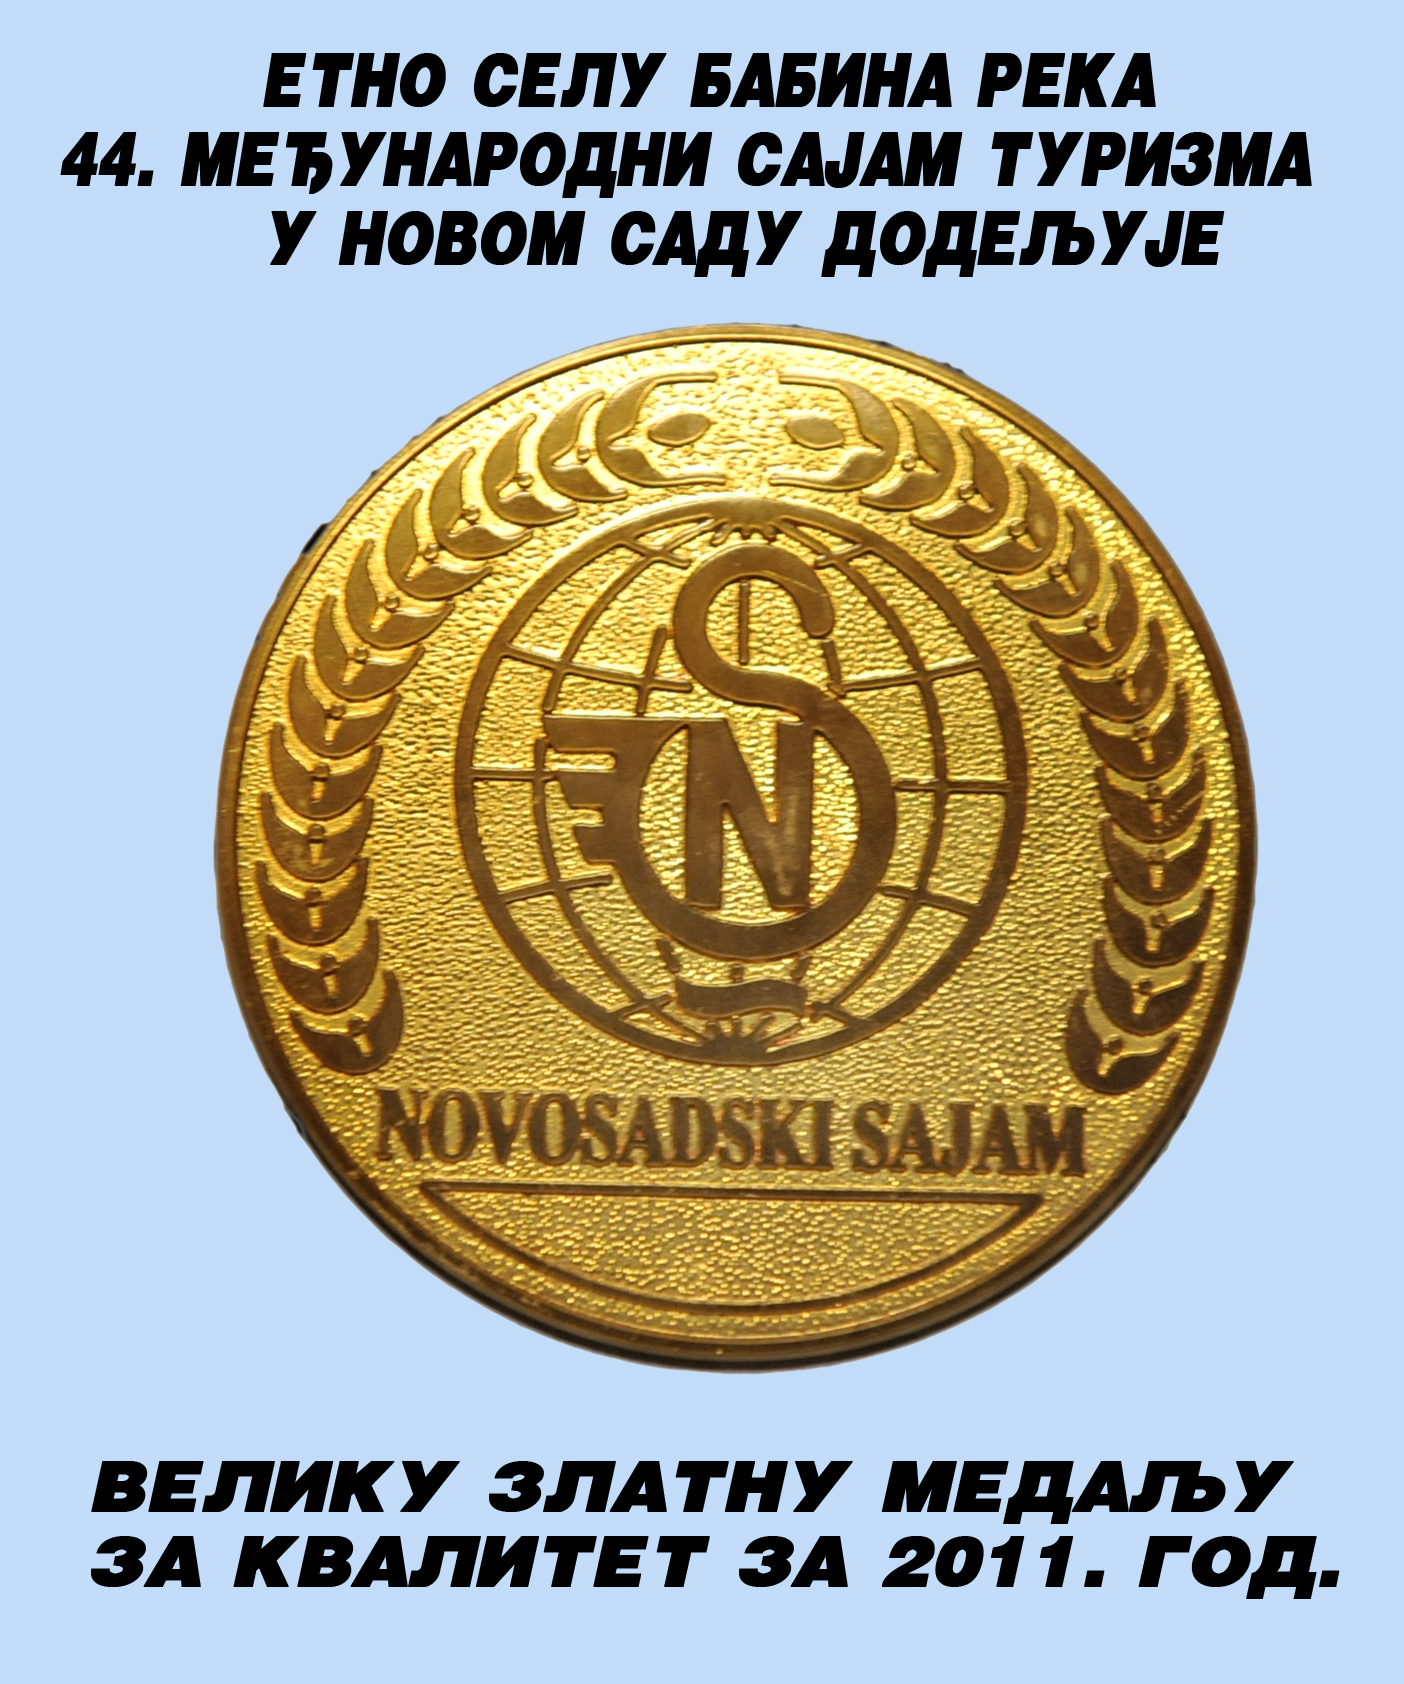 ЕТНО СЕЛУ БАБИНА РЕКА
44. МЕЂУНАРОДНИ САЈАМ ТУРИЗМА
У НОВОМ САДУ ДОДЕЉУЈЕ
NS
NOVOSADSKI SAJAM
ВЕЛИКУ ЗЛАТНУ МЕДАЉУ
ЗА КВАЛИТЕТ ЗА 2011. ГОД.